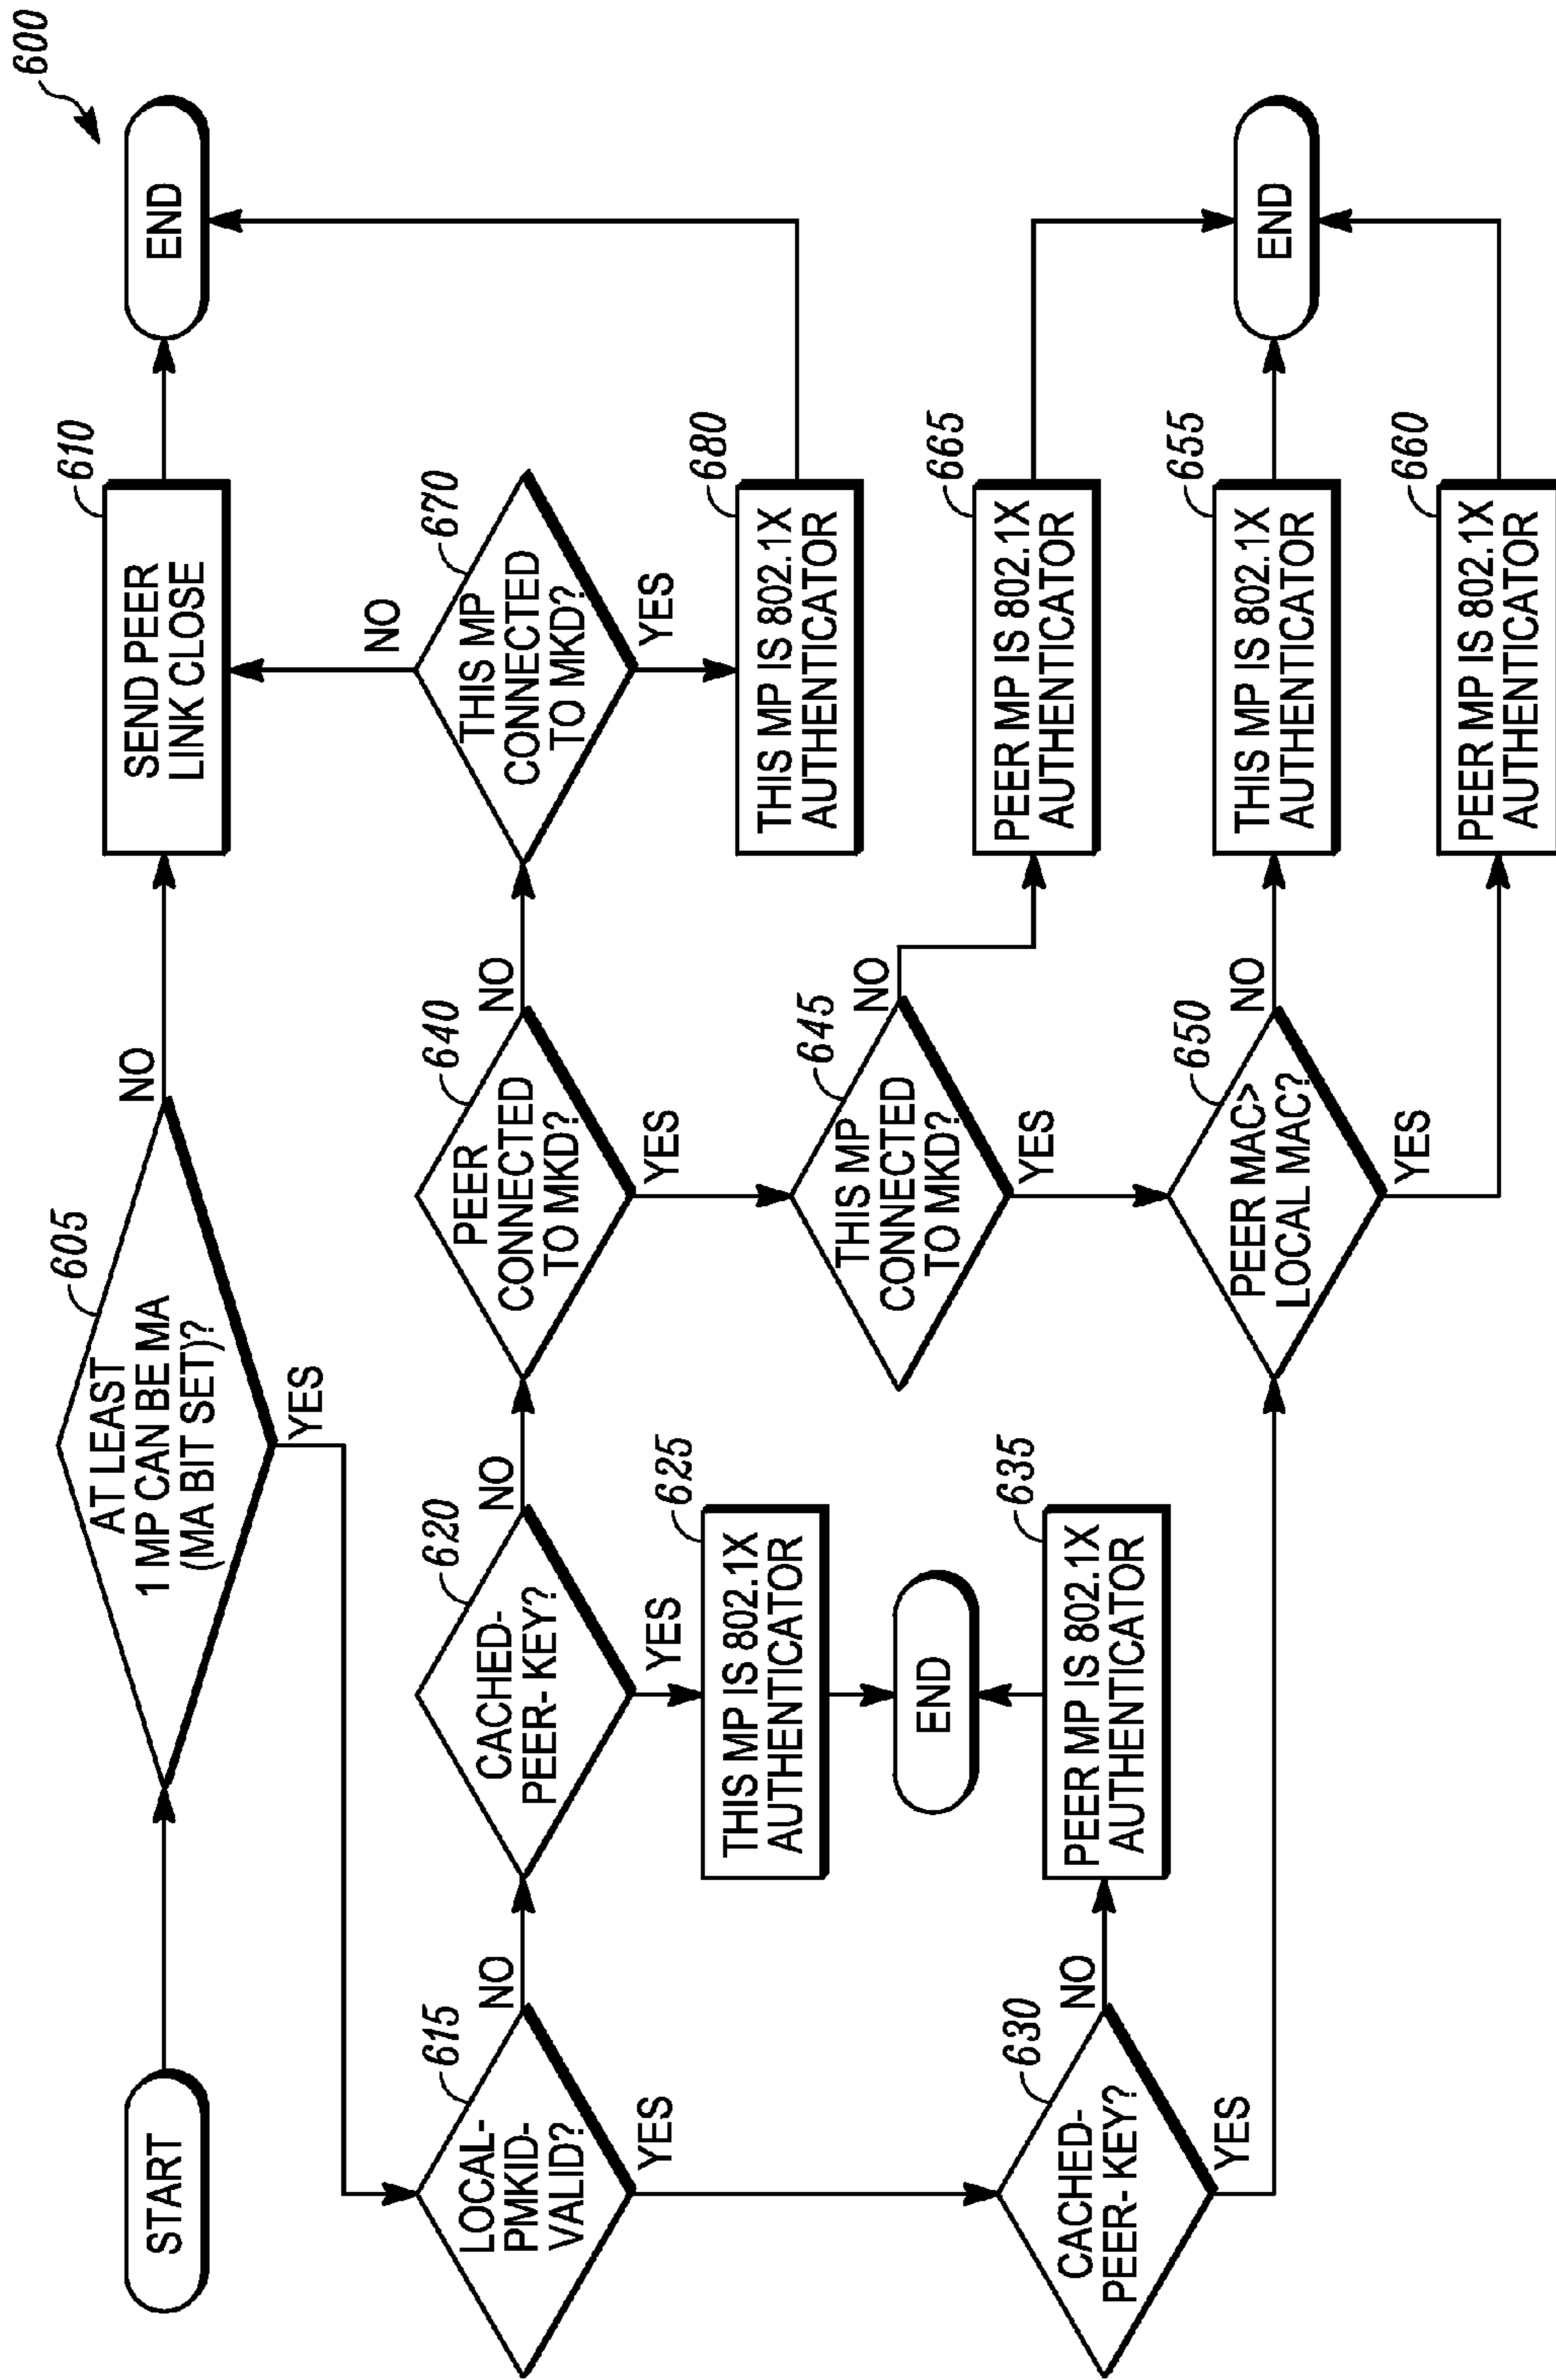 600
START
605
AT LEAST
1 MP CAN BE MA
(MA BIT SET)?
NO
YES
610
SEND PEER
LINK CLOSE
END
615
LOCAL-
PMKID-
VALID?
NO
YES
620
CACHED-
PEER- KEY?
NO
YES
640
PEER
CONNECTED
TO MKD?
NO
YES
670
THIS MP
CONNECTED
TO MKD?
NO
YES
625
THIS MP IS 802.1X
AUTHENTICATOR
END
680
THIS MP IS 802.1X
AUTHENTICATOR
645
THIS MP
CONNECTED
TO MKD?
NO
YES
665
PEER MP IS 802.1X
AUTHENTICATOR
630
CACHED-
PEER- KEY?
NO
YES
635
PEER MP IS 802.1X
AUTHENTICATOR
650
PEER MAC>
LOCAL MAC?
NO
YES
655
THIS MP IS 802.1X
AUTHENTICATOR
END
660
PEER MP IS 802.1X
AUTHENTICATOR